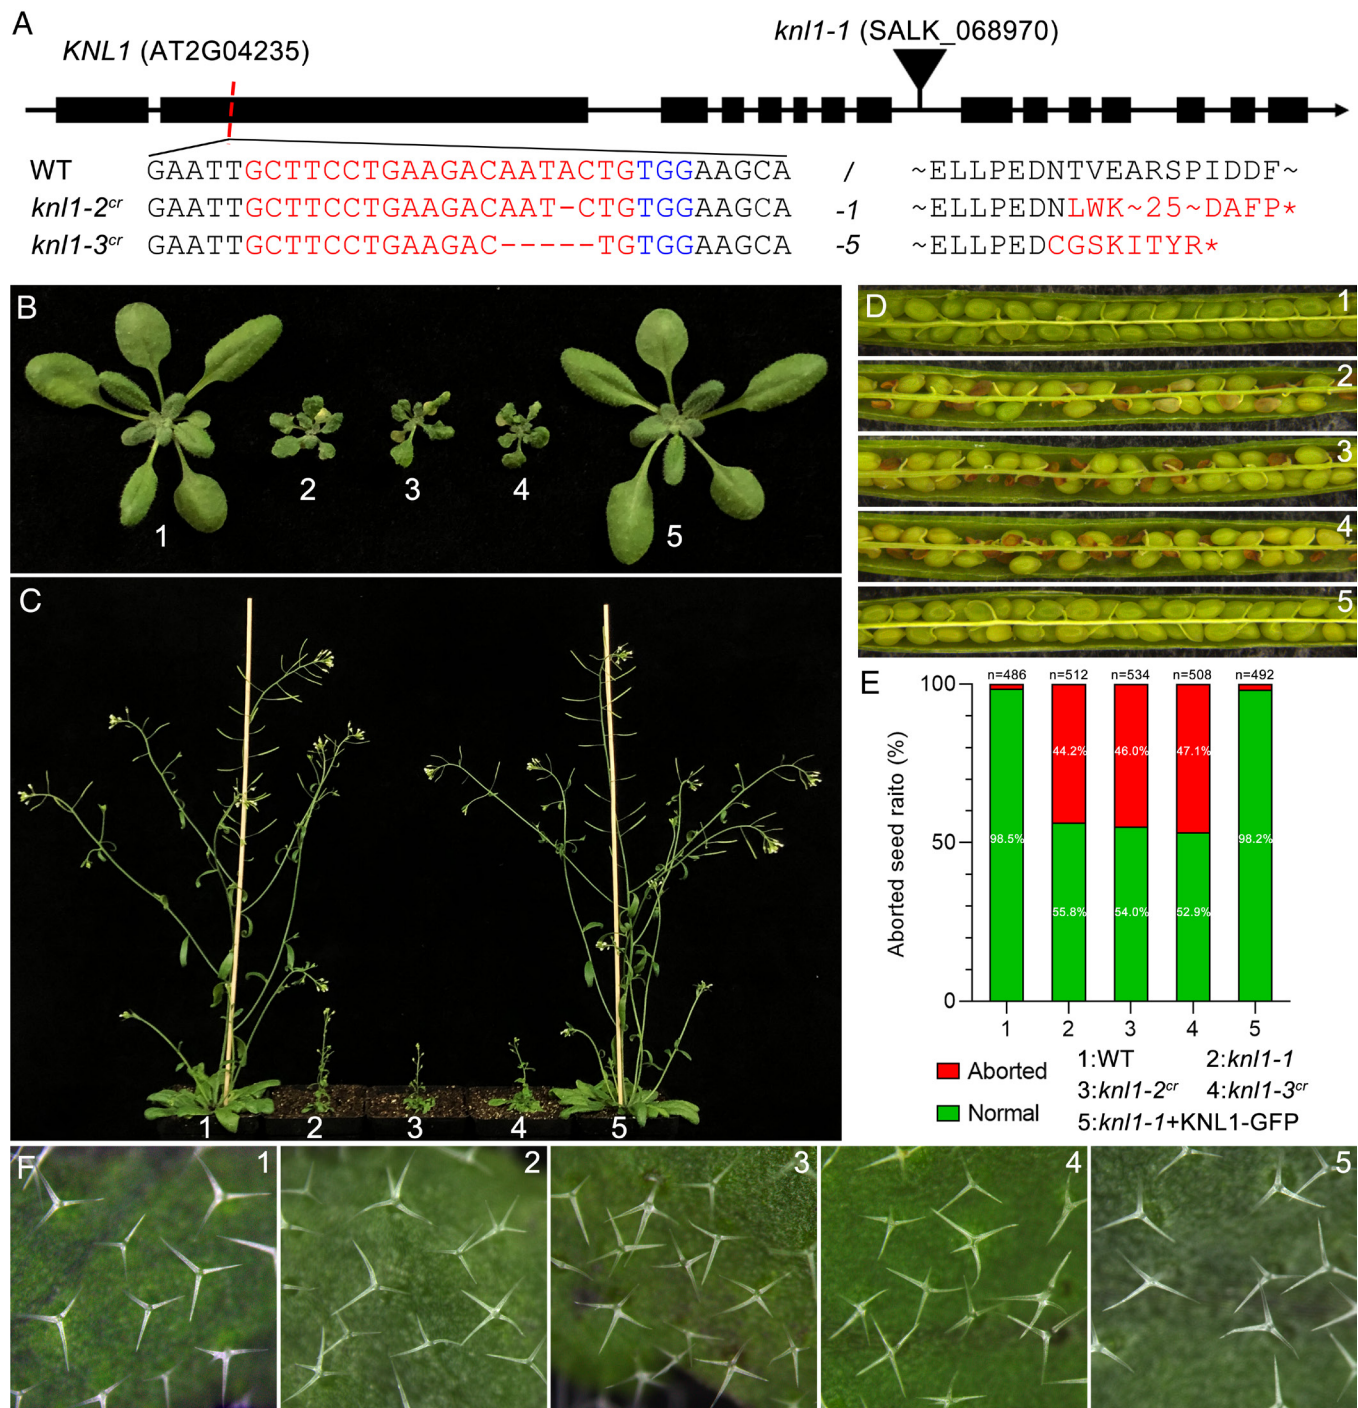 A
KNL1 (AT2G04235)
knl1-1 (SALK_068970)
WT GAATTGCTTCCTGAAGACAATACTGTGGAAGCA / ~ELLPEDNTVEARSPIDDF~
knl1-2cr GAATTGCTTCCTGAAGACAAT-CTGTGGAAGCA -1 ~ELLPEDNLWK~25~DAFP*
knl1-3cr GAATTGCTTCCTGAAGAC-----TGTGGAAGCA -5 ~ELLPEDCGSKITYR*
B
1
2
3
4
5
C
1
2
3
4
5
D
1
2
3
4
5
E
Aborted seed raito (%)
100
50
0
n=486 n=512 n=534 n=508 n=492
44.2% 46.0% 47.1%
98.5% 98.2%
55.8% 54.0% 52.9%
1 2 3 4 5
Aborted
Normal
1:WT 2:knl1-1
3:knl1-2cr 4:knl1-3cr
5:knl1-1+KNL1-GFP
F
1
2
3
4
5